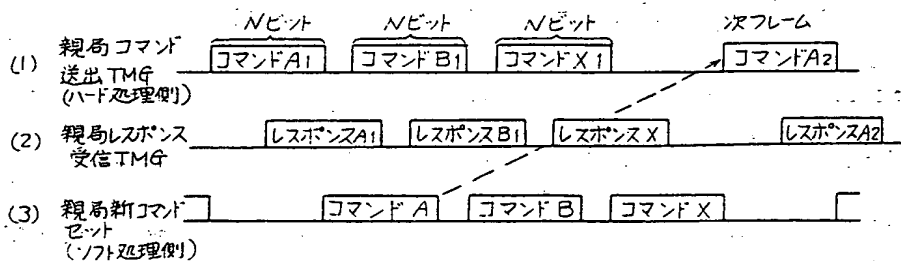 Nビット Nビット Nビット 次フレーム
(1) 親局コマンド
送出TMG
(ハード処理側)
コマンドA1 コマンドB1 コマンドX1 コマンドA2
(2) 親局レスポンス
受信TMG
レスポンスA1 レスポンスB1 レスポンスX レスポンスA2
(3) 親局新コマンド
セット
(ソフト処理側)
コマンドA コマンドB コマンドX